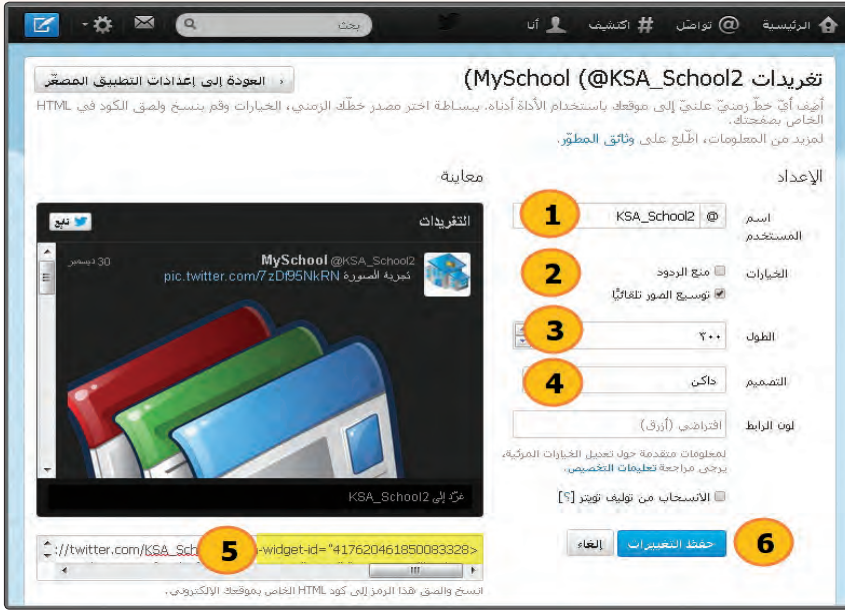 الرئيسية @ تواصَل # اكتشف أنا بحث
تغريدات MySchool (@KSA_School2)
العودة إلى إعدادات التطبيق المصغّر
أضِف أيّ خطّ زمنيّ علنيّ إلى موقعك باستخدام الأداة أدناه. ببساطة اختر مصدر خطّك الزمني، الخيارات وقم بنسخ ولصق الكود في HTML
الخاص بصفحتك.
لمزيد من المعلومات، اطّلع على وثائق المطوّر.
الإعداد
اسم المستخدم
@ KSA_School2
1
الخيارات
منع الردود
توسيع الصور تلقائيًا
2
الطول
٣٠٠
3
التصميم
داكن
4
لون الرابط
افتراضي (أزرق)
لمعلومات متقدمة حول تعديل الخيارات المرئية،
يرجى مراجعة تعليمات التخصيص.
الانسحاب من توليف تويتر [؟]
حفظ التغييرات
إلغاء
6
معاينة
التغريدات
تابع
MySchool @KSA_School2
30 ديسمبر
تجربة الصورة pic.twitter.com/7zDf95NkRN
غرّد إلى KSA_School2
://twitter.com/KSA_Sch
5
-widget-id="417620461850083328>
انسخ والصق هذا الرمز إلى كود HTML الخاص بموقعك الإلكتروني.